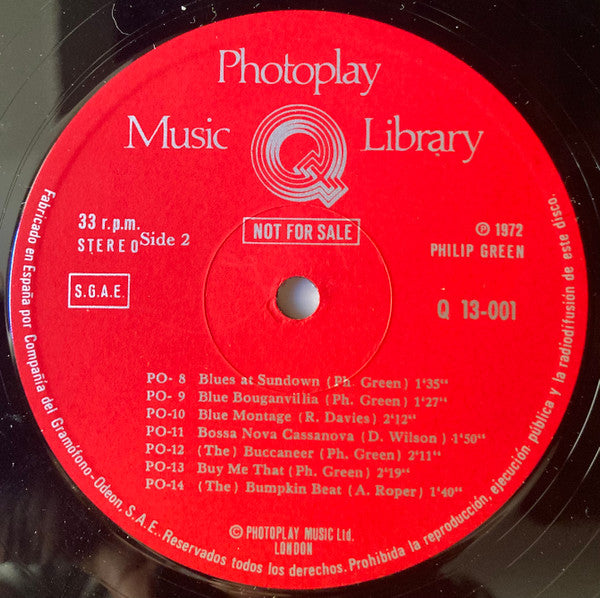 Photoplay
Music Q Library
33 r.p.m.
STEREO Side 2
NOT FOR SALE
℗ 1972
PHILIP GREEN
S.G.A.E.
Q 13-001
PO- 8 Blues at Sundown (Ph. Green) 1'35"
PO- 9 Blue Bouganvillia (Ph. Green) 1'27"
PO-10 Blue Montage (R. Davies) 2'12"
PO-11 Bossa Nova Cassanova (D. Wilson) 1'50"
PO-12 (The) Buccaneer (Ph. Green) 2'11"
PO-13 Buy Me That (Ph. Green) 2'19"
PO-14 (The) Bumpkin Beat (A. Roper) 1'40"
© PHOTOPLAY MUSIC Ltd.
LONDON
Fabricado en España por Compañía del Gramófono-Odeon, S.A.E. Reservados todos los derechos. Prohibida la reproducción, ejecución pública y la radiodifusión de este disco.